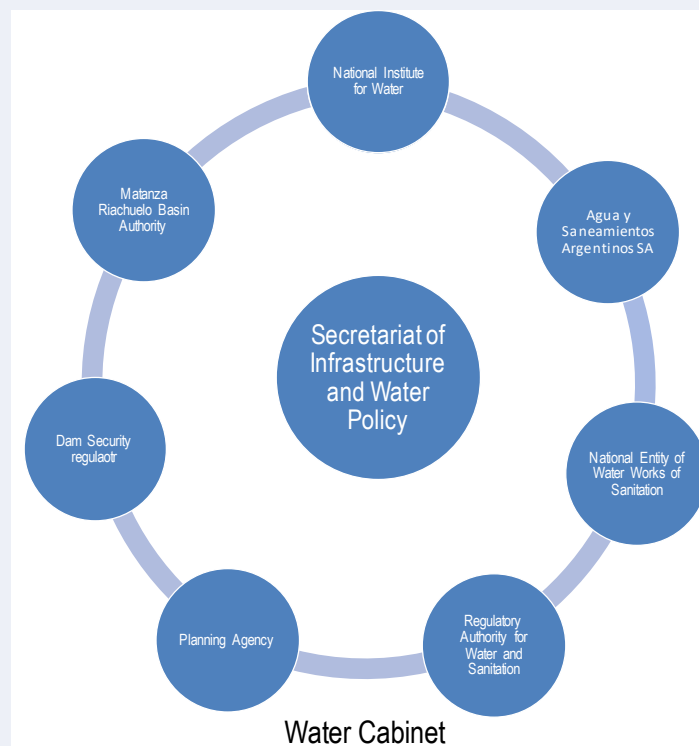 National Institute
for Water
Agua y
Saneamientos
Argentinos SA
National Entity of
Water Works of
Sanitation
Regulatory
Authority for
Water and
Sanitation
Planning Agency
Dam Security
regulaotr
Matanza
Riachuelo Basin
Authority
Secretariat of
Infrastructure
and Water
Policy
Water Cabinet